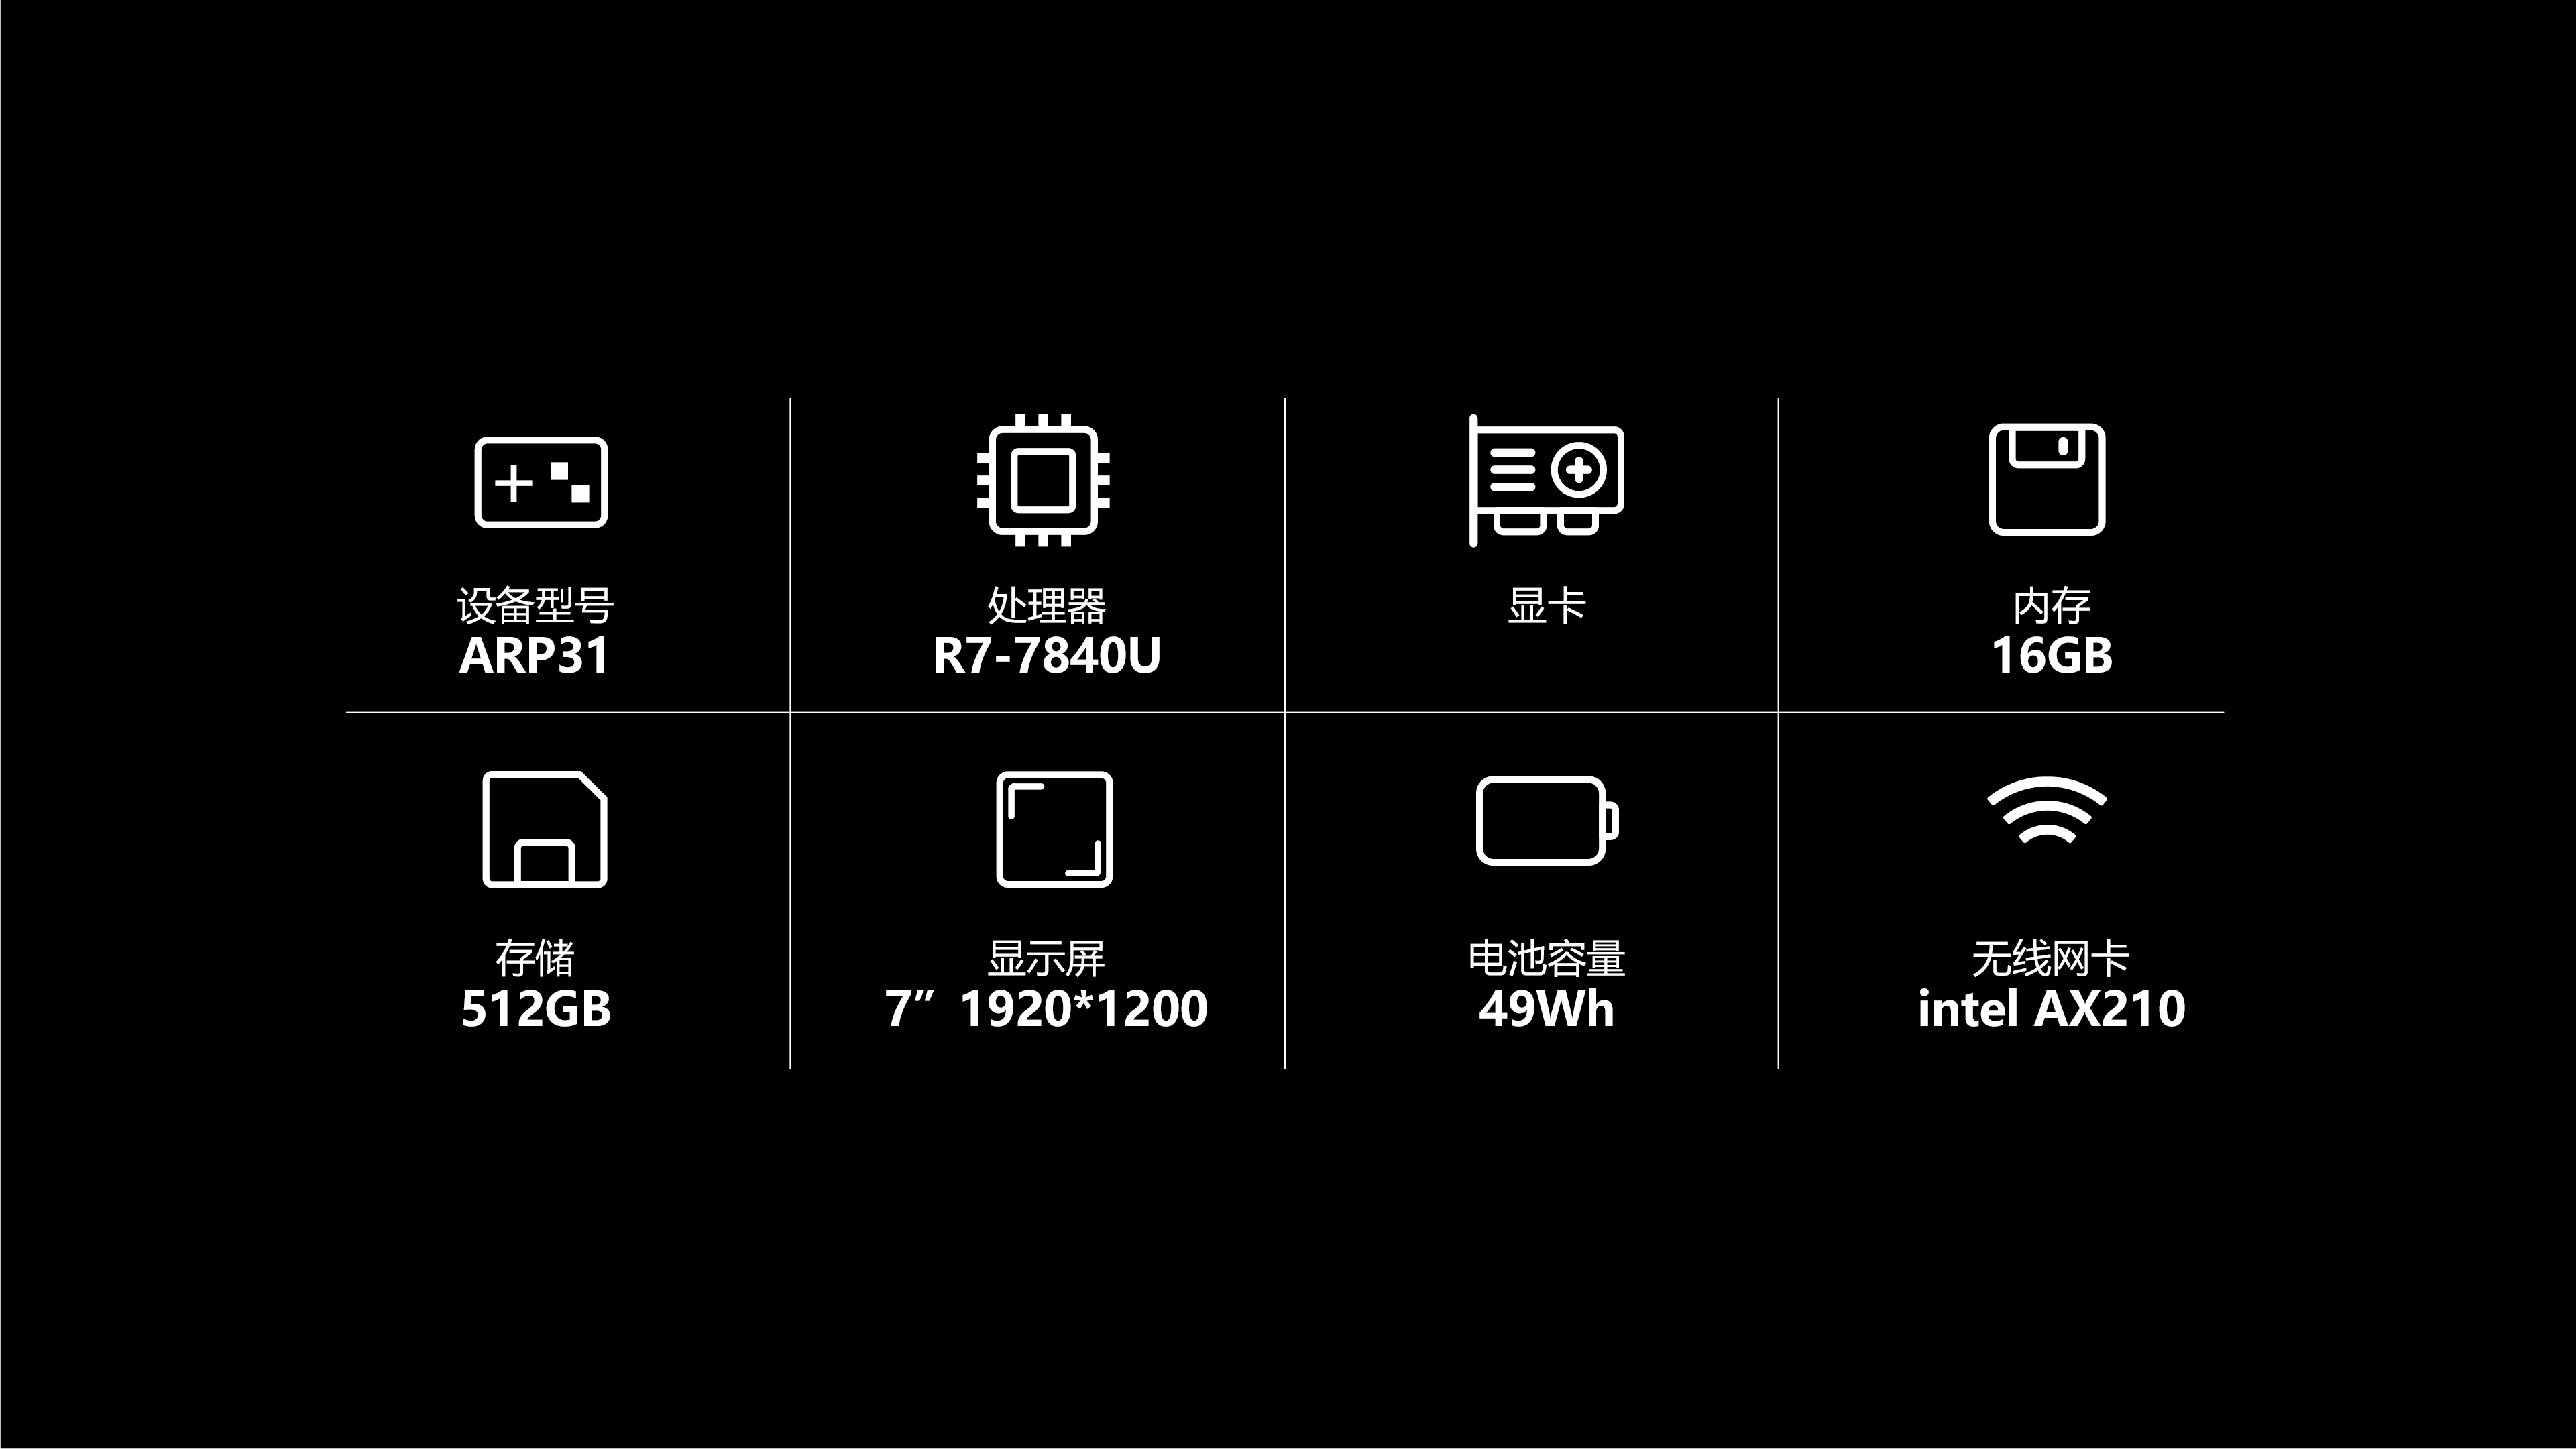 设备型号
ARP31
处理器
R7-7840U
显卡
内存
16GB
存储
512GB
显示屏
7″ 1920*1200
电池容量
49Wh
无线网卡
intel AX210